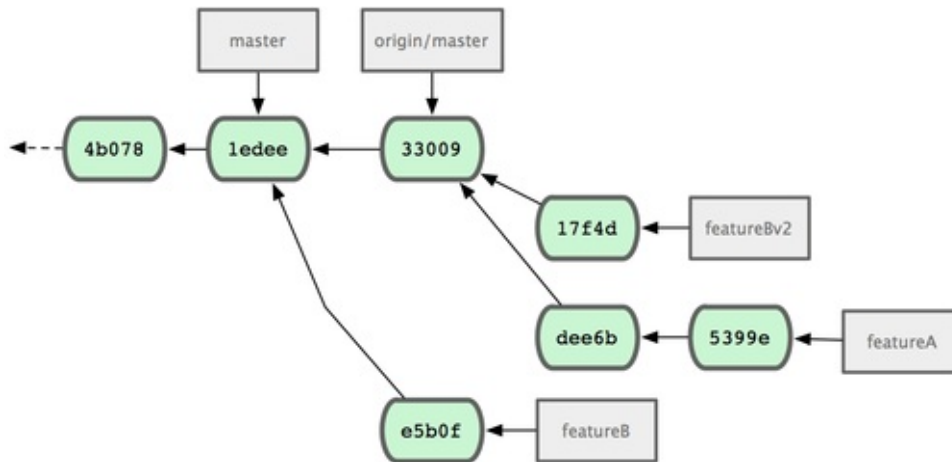 master
origin/master
4b078
1edee
33009
17f4d
featureBv2
dee6b
5399e
featureA
e5b0f
featureB